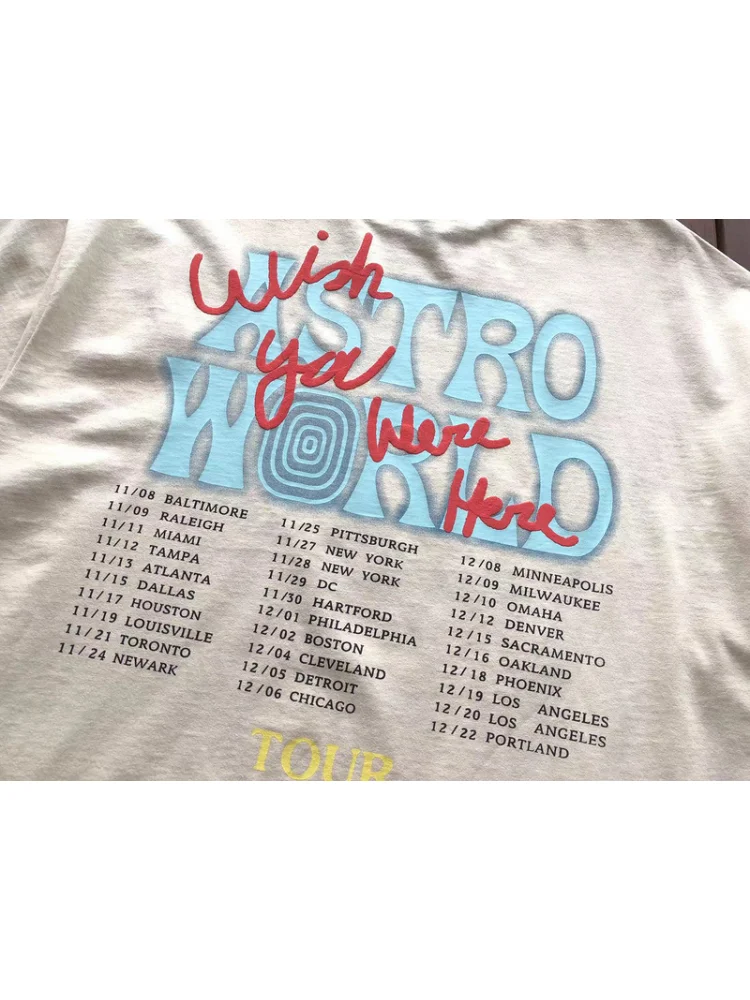 Wish
ASTRO
Ya
WORLD
Were
Here
11/08 BALTIMORE
11/09 RALEIGH
11/11 MIAMI
11/12 TAMPA
11/13 ATLANTA
11/15 DALLAS
11/17 HOUSTON
11/19 LOUISVILLE
11/21 TORONTO
11/24 NEWARK
11/25 PITTSBURGH
11/27 NEW YORK
11/28 NEW YORK
11/29 DC
11/30 HARTFORD
12/01 PHILADELPHIA
12/02 BOSTON
12/04 CLEVELAND
12/05 DETROIT
12/06 CHICAGO
12/08 MINNEAPOLIS
12/09 MILWAUKEE
12/10 OMAHA
12/12 DENVER
12/15 SACRAMENTO
12/16 OAKLAND
12/18 PHOENIX
12/19 LOS ANGELES
12/20 LOS ANGELES
12/22 PORTLAND
TOUR